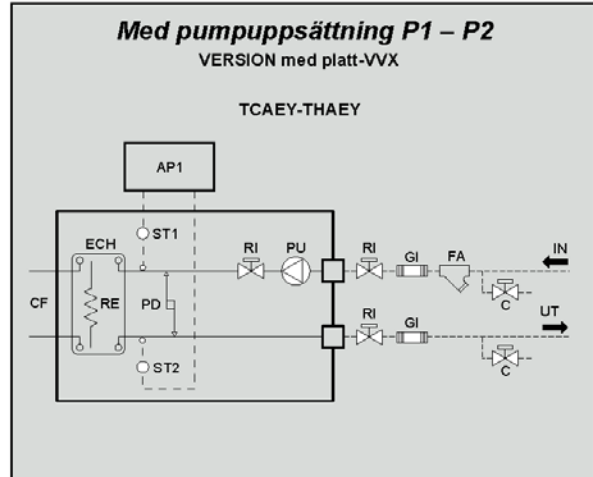 Med pumpuppsättning P1 – P2
VERSION med platt-VVX
TCAEY-THAEY
AP1
ST1
ECH
RI
PU
RI
GI
FA
IN
CF
RE
PD
C
RI
GI
UT
ST2
C